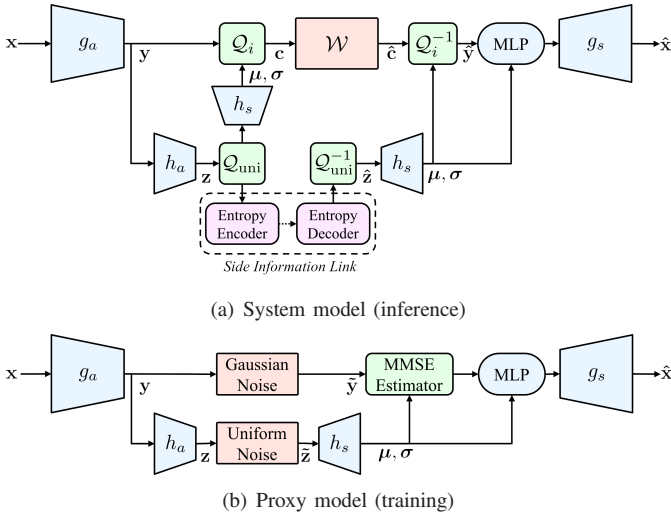 x g_a y Q_i c W ĉ Q_i^{-1} ŷ MLP g_s x̂
μ, σ
h_s
h_a z Q_uni Q_uni^{-1} ẑ h_s μ, σ
Entropy Encoder
Entropy Decoder
Side Information Link
(a) System model (inference)
x g_a y Gaussian Noise ỹ MMSE Estimator MLP g_s x̂
h_a z Uniform Noise z̃ h_s μ, σ
(b) Proxy model (training)